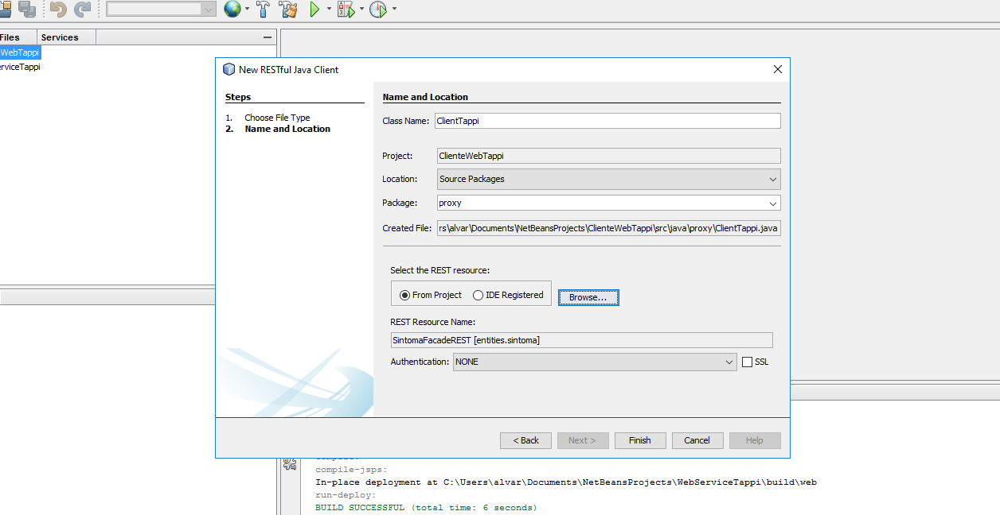 Files
Services
WebTappi
erviceTappi
New RESTful Java Client
Steps
1. Choose File Type
2. Name and Location
Name and Location
Class Name: ClientTappi
Project: ClienteWebTappi
Location: Source Packages
Package: proxy
Created File: rs\alvar\Documents\NetBeansProjects\ClienteWebTappi\src\java\proxy\ClientTappi.java
Select the REST resource:
From Project IDE Registered Browse...
REST Resource Name:
SintomaFacadeREST [entities.sintoma]
Authentication: NONE SSL
< Back Next > Finish Cancel Help
compile-jsps:
In-place deployment at C:\Users\alvar\Documents\NetBeansProjects\WebServiceTappi\build\web
run-deploy:
BUILD SUCCESSFUL (total time: 6 seconds)